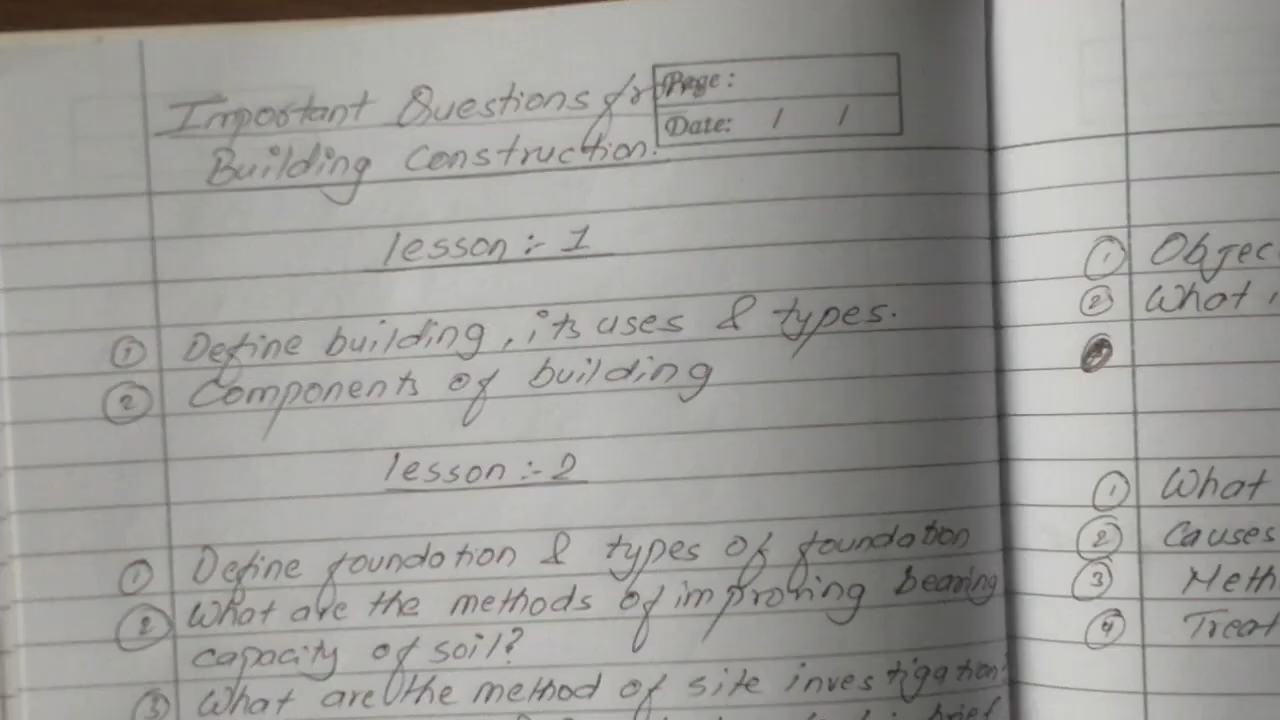 Important Questions for
Page:
Date: / /
Building Construction.
lesson :- 1
① Define building, its uses & types.
② Components of building
lesson :- 2
① Define foundation & types of foundation
② What are the methods of improving bearing
capacity of soil?
③ What are the method of site investigation
brief
① Objec
② What
① What
② Causes
③ Meth
④ Treat